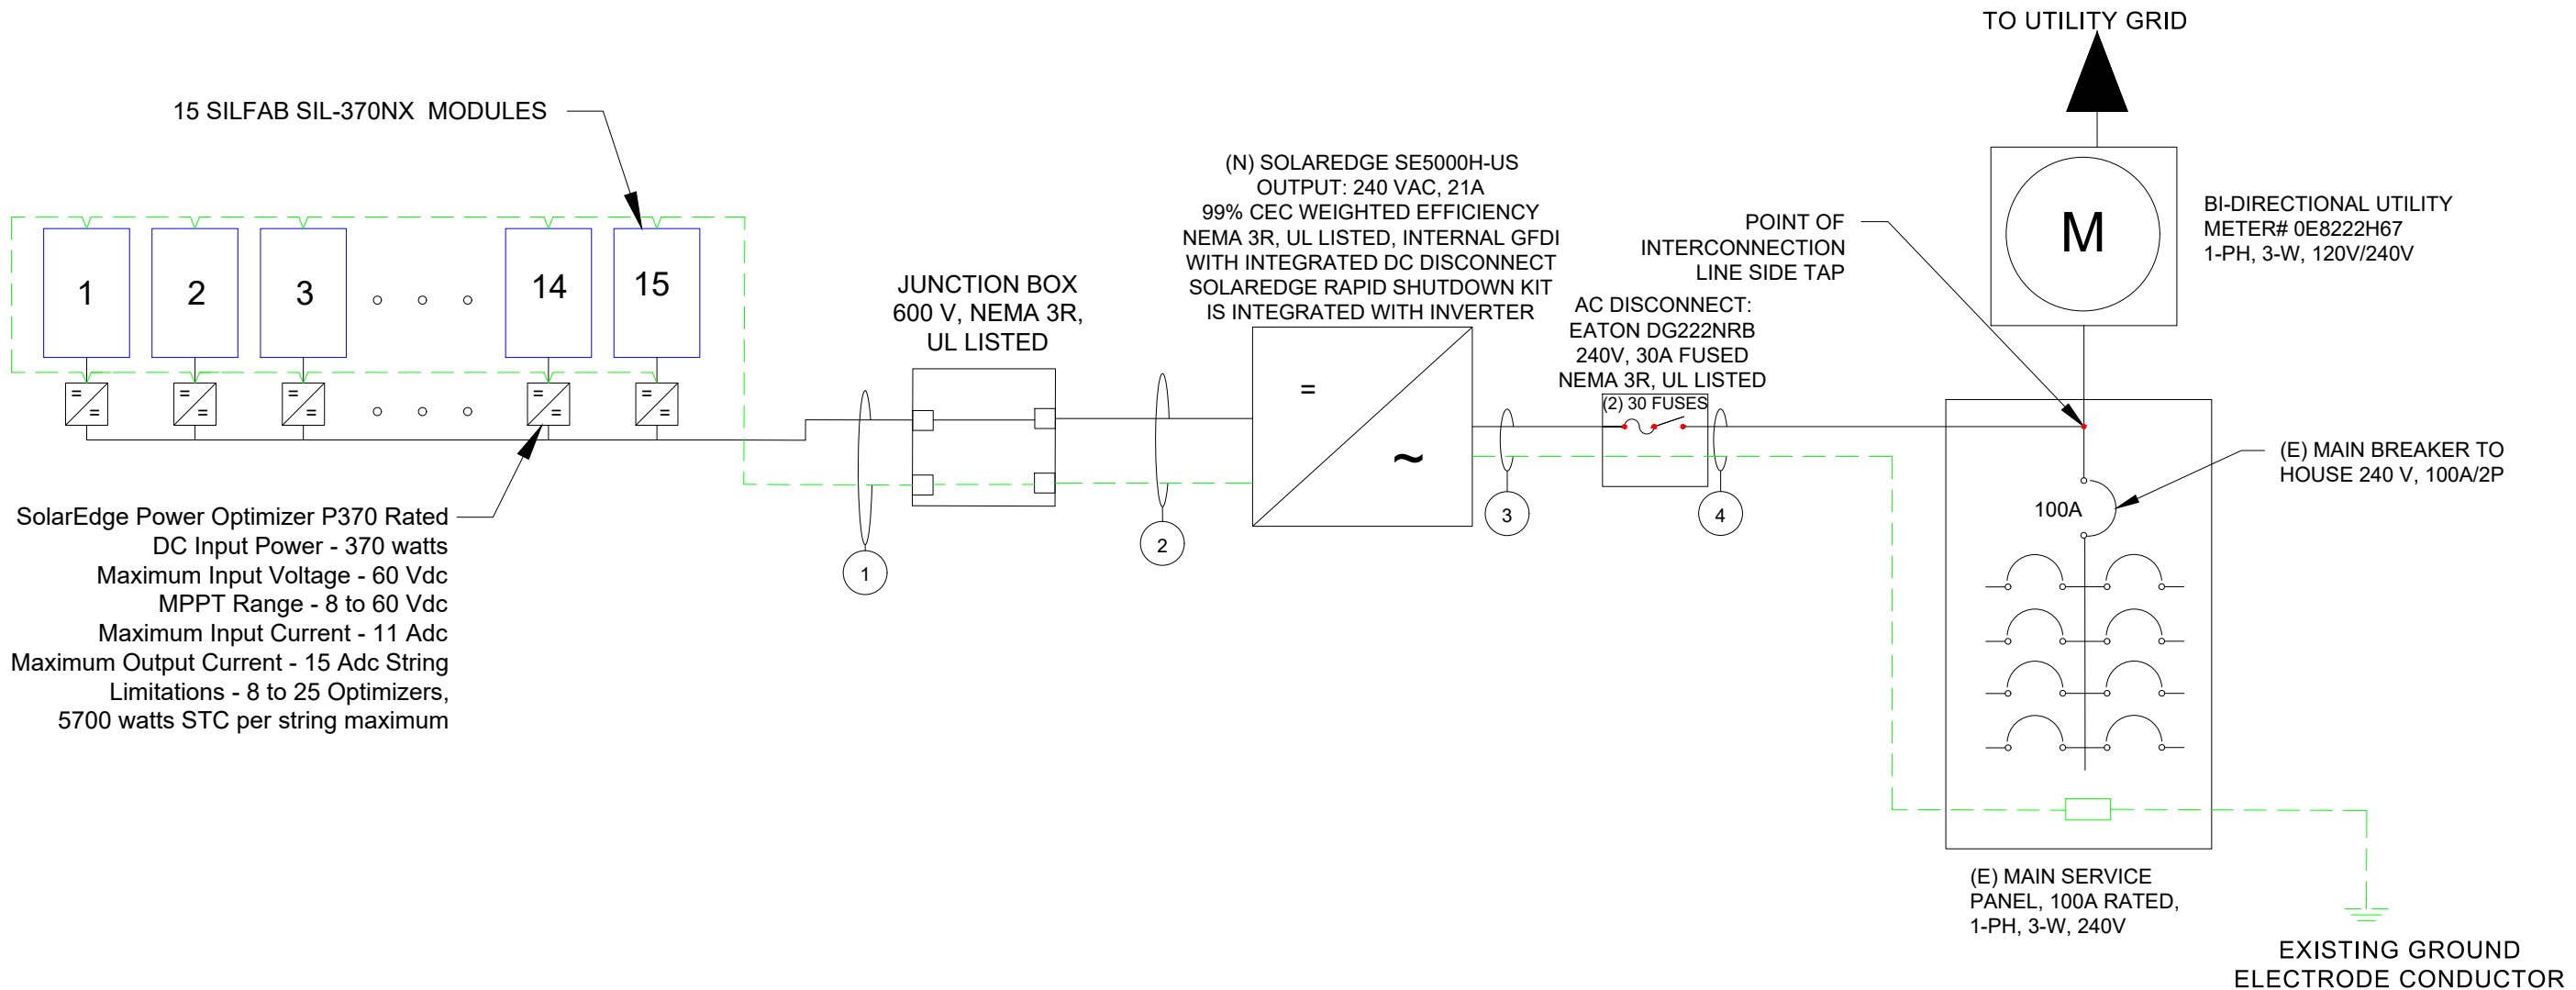 TO UTILITY GRID
15 SILFAB SIL-370NX MODULES
1
2
3
14
15
SolarEdge Power Optimizer P370 Rated
DC Input Power - 370 watts
Maximum Input Voltage - 60 Vdc
MPPT Range - 8 to 60 Vdc
Maximum Input Current - 11 Adc
Maximum Output Current - 15 Adc String
Limitations - 8 to 25 Optimizers,
5700 watts STC per string maximum
1
JUNCTION BOX
600 V, NEMA 3R,
UL LISTED
2
(N) SOLAREDGE SE5000H-US
OUTPUT: 240 VAC, 21A
99% CEC WEIGHTED EFFICIENCY
NEMA 3R, UL LISTED, INTERNAL GFDI
WITH INTEGRATED DC DISCONNECT
SOLAREDGE RAPID SHUTDOWN KIT
IS INTEGRATED WITH INVERTER
3
AC DISCONNECT:
EATON DG222NRB
240V, 30A FUSED
NEMA 3R, UL LISTED
(2) 30 FUSES
4
POINT OF
INTERCONNECTION
LINE SIDE TAP
M
BI-DIRECTIONAL UTILITY
METER# 0E8222H67
1-PH, 3-W, 120V/240V
(E) MAIN BREAKER TO
HOUSE 240 V, 100A/2P
100A
(E) MAIN SERVICE
PANEL, 100A RATED,
1-PH, 3-W, 240V
EXISTING GROUND
ELECTRODE CONDUCTOR